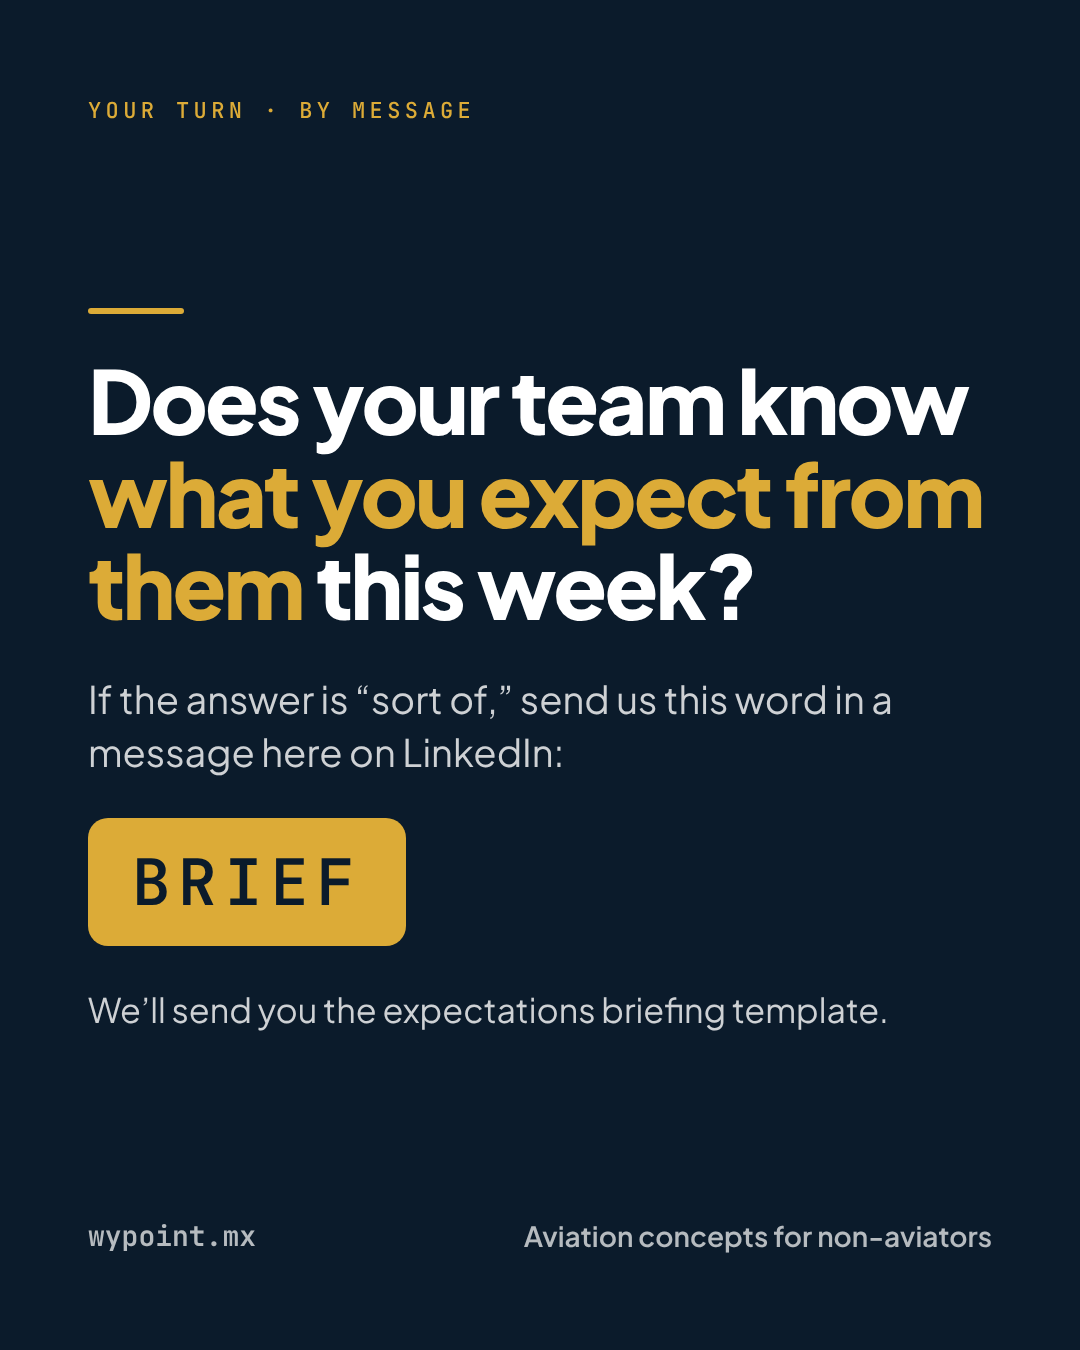 YOUR TURN · BY MESSAGE
Does your team know
what you expect from
them this week?
If the answer is “sort of,” send us this word in a
message here on LinkedIn:
BRIEF
We’ll send you the expectations briefing template.
wypoint.mx
Aviation concepts for non-aviators